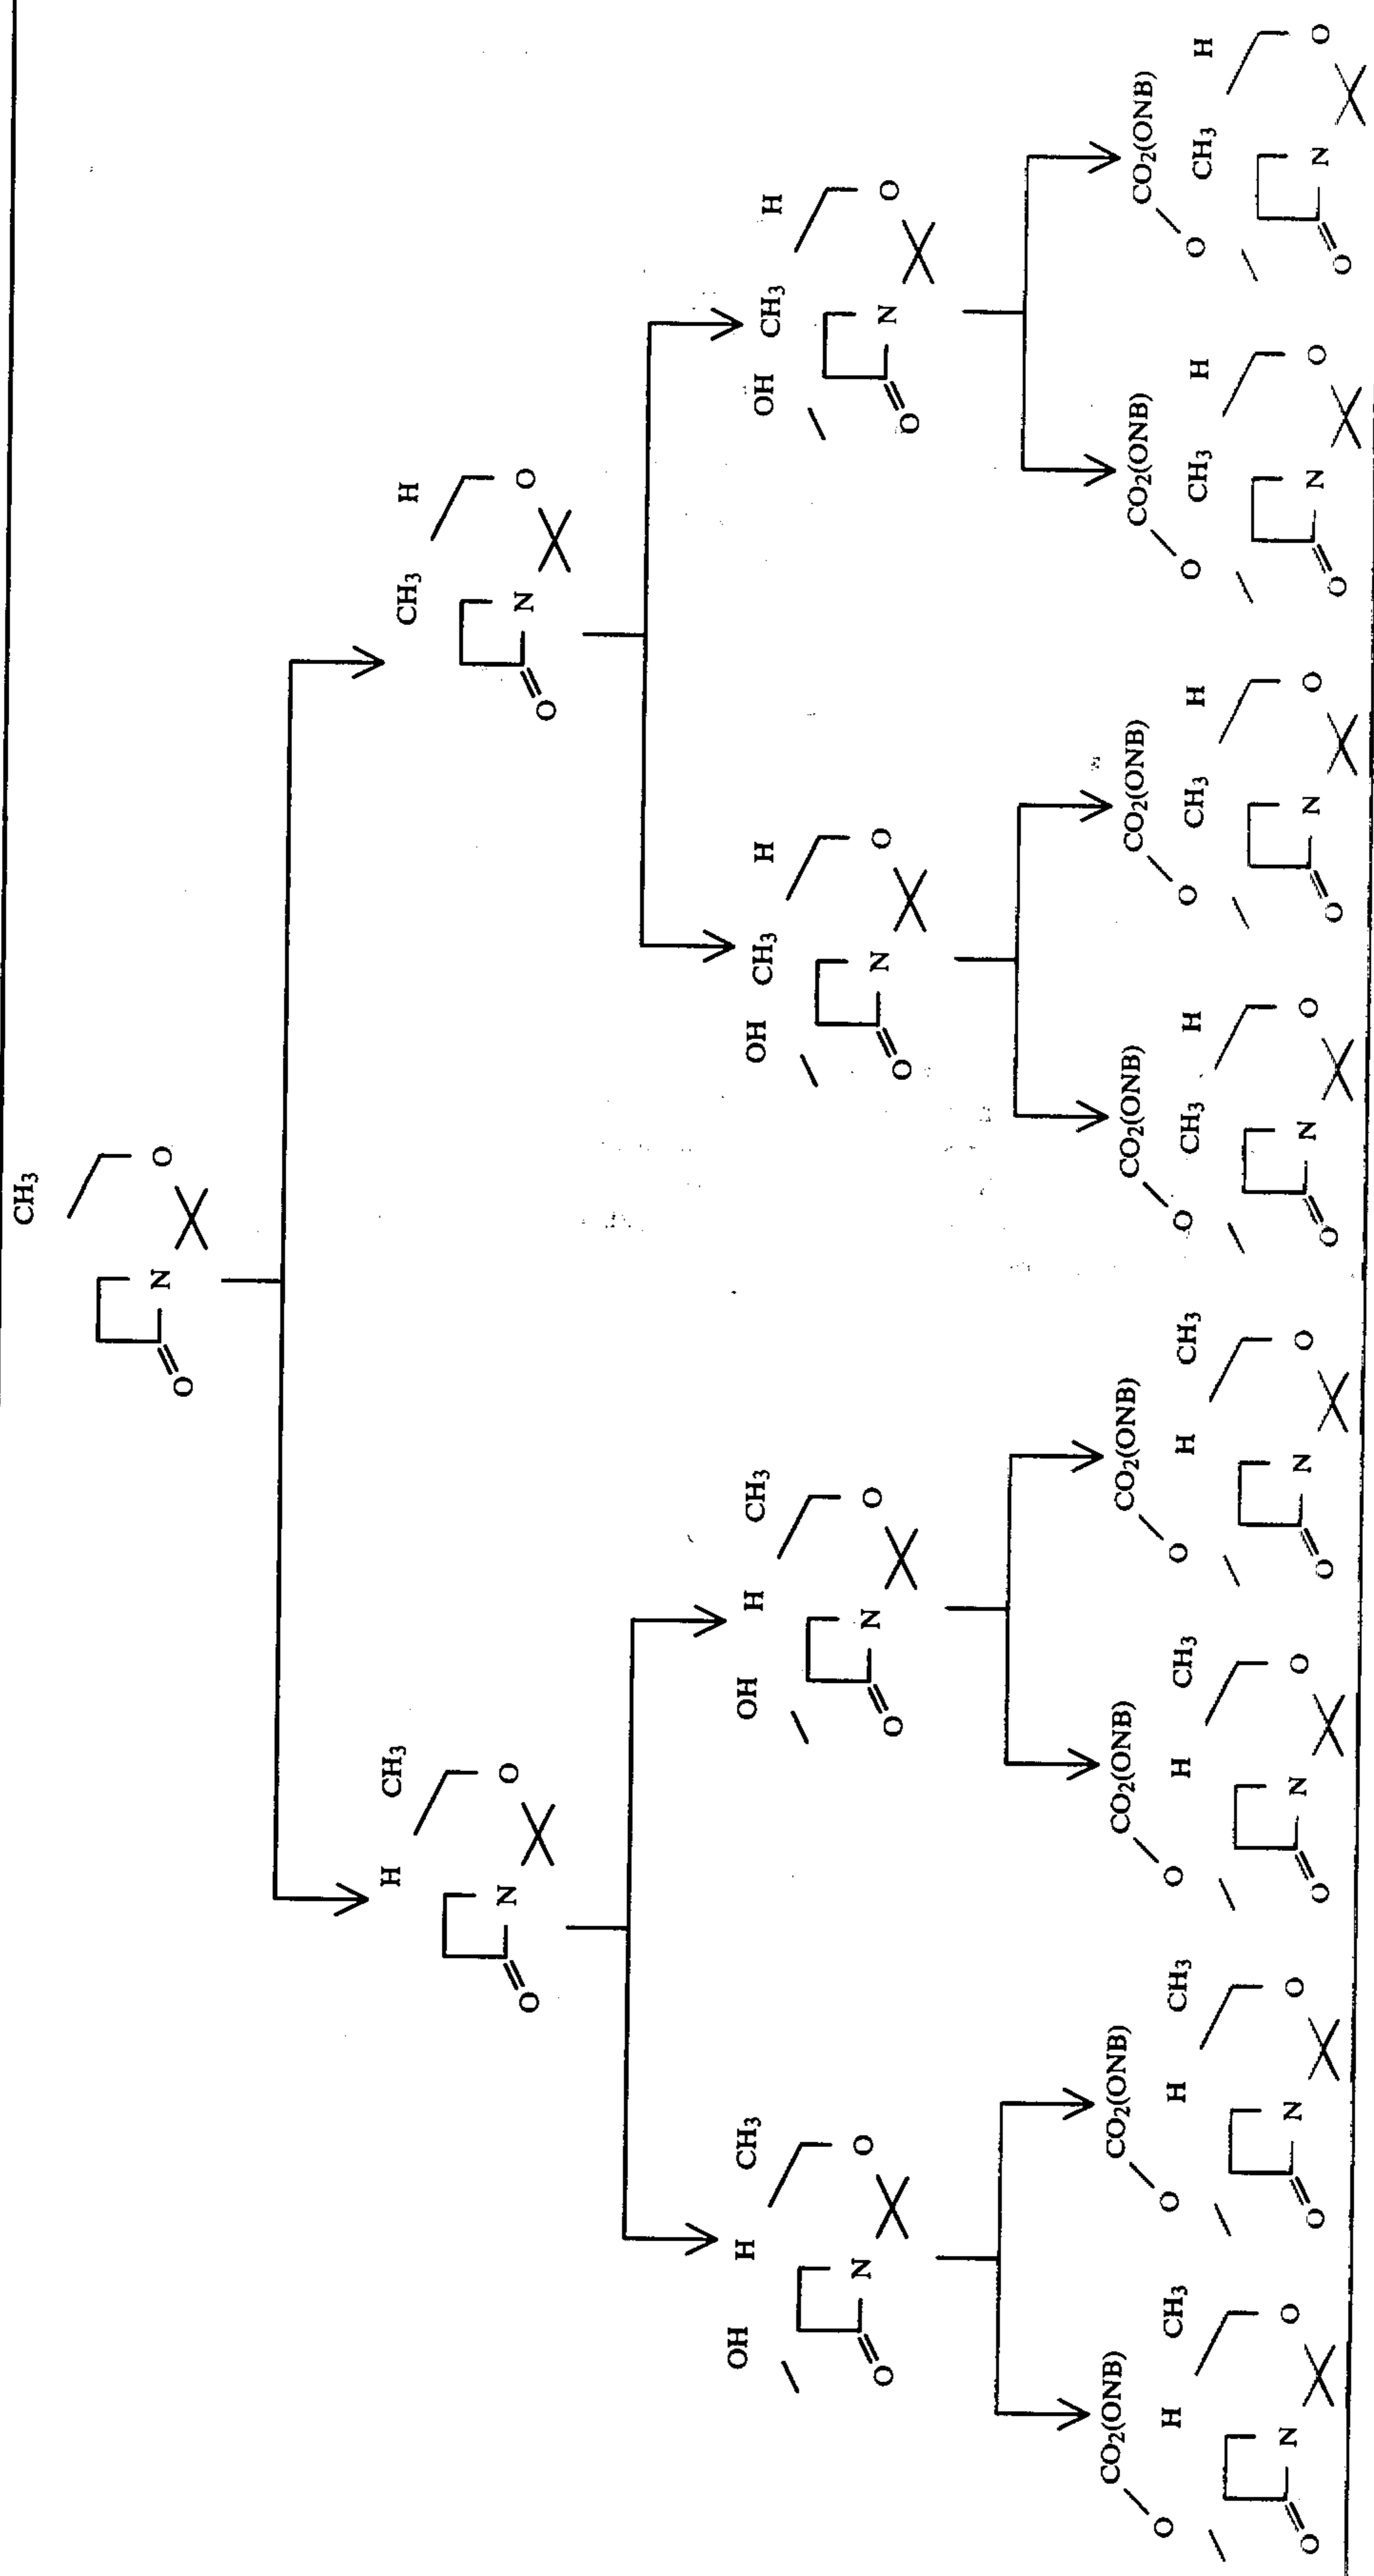 CH₃
N O
O
H CH₃ CH₃ H
N O N O
O O
OH H CH₃ OH H CH₃ OH CH₃ H OH CH₃ H
N O N O N O N O
O O O O
CO₂(ONB) CO₂(ONB) CO₂(ONB) CO₂(ONB) CO₂(ONB) CO₂(ONB) CO₂(ONB) CO₂(ONB)
O H CH₃ O H CH₃ O H CH₃ O H CH₃ O CH₃ H O CH₃ H O CH₃ H O CH₃ H
N O N O N O N O N O N O N O N O
O O O O O O O O